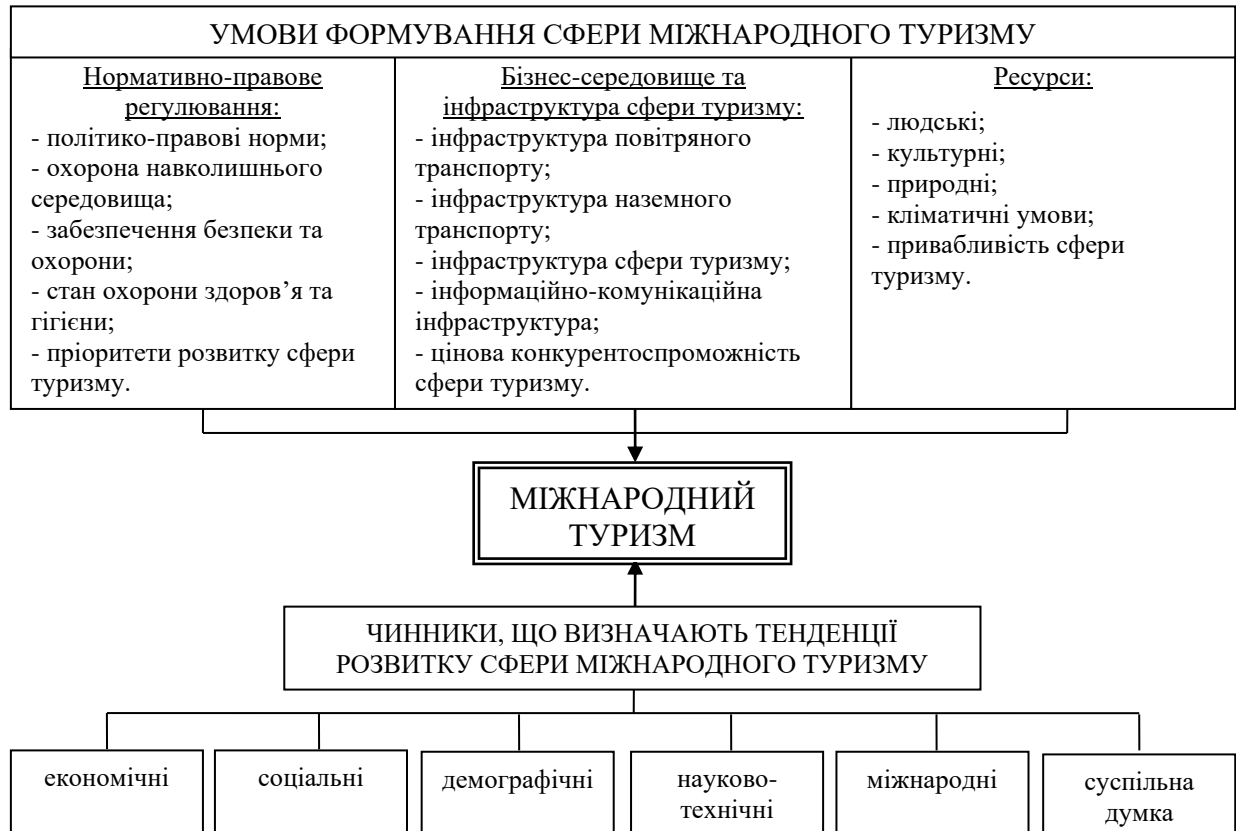 УМОВИ ФОРМУВАННЯ СФЕРИ МІЖНАРОДНОГО ТУРИЗМУ
Нормативно-правове
регулювання:
- політико-правові норми;
- охорона навколишнього
середовища;
- забезпечення безпеки та
охорони;
- стан охорони здоров’я та
гігієни;
- пріоритети розвитку сфери
туризму.
Бізнес-середовище та
інфраструктура сфери туризму:
- інфраструктура повітряного
транспорту;
- інфраструктура наземного
транспорту;
- інфраструктура сфери туризму;
- інформаційно-комунікаційна
інфраструктура;
- цінова конкурентоспроможність
сфери туризму.
Ресурси:
- людські;
- культурні;
- природні;
- кліматичні умови;
- привабливість сфери
туризму.
МІЖНАРОДНИЙ
ТУРИЗМ
ЧИННИКИ, ЩО ВИЗНАЧАЮТЬ ТЕНДЕНЦІЇ
РОЗВИТКУ СФЕРИ МІЖНАРОДНОГО ТУРИЗМУ
економічні
соціальні
демографічні
науково-
технічні
міжнародні
суспільна
думка